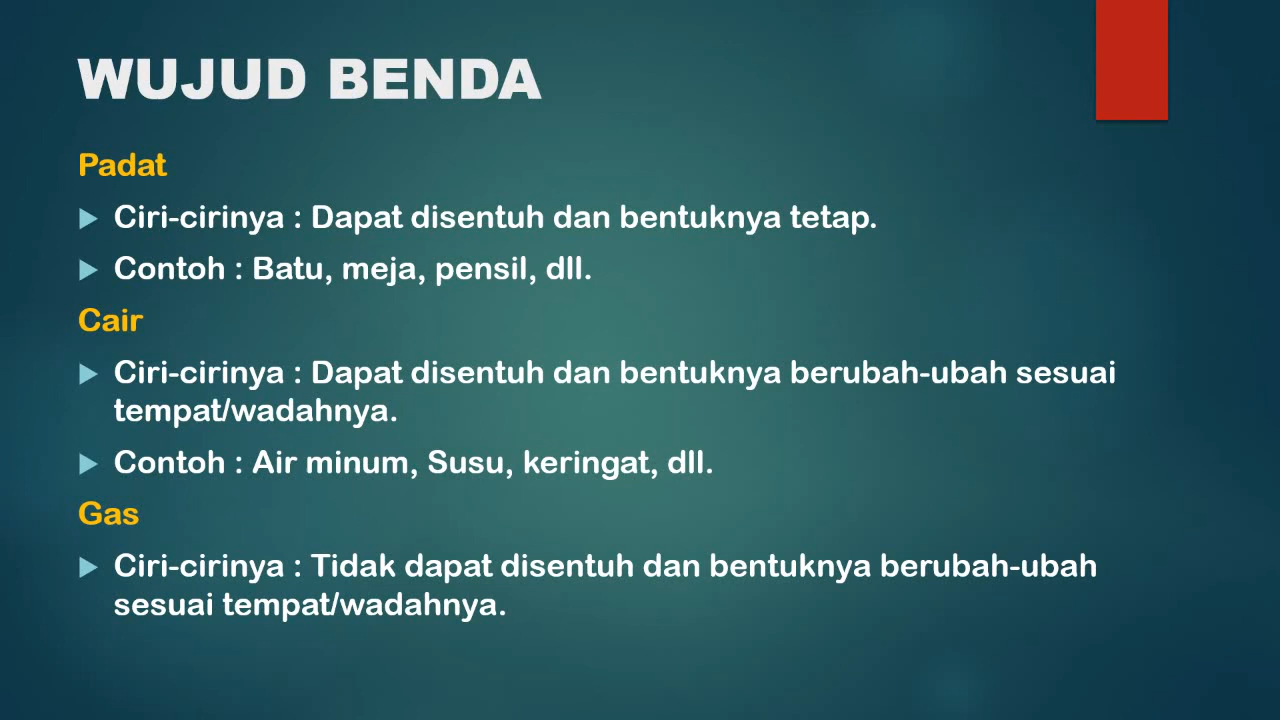 WUJUD BENDA
Padat
Ciri-cirinya : Dapat disentuh dan bentuknya tetap.
Contoh : Batu, meja, pensil, dll.
Cair
Ciri-cirinya : Dapat disentuh dan bentuknya berubah-ubah sesuai
tempat/wadahnya.
Contoh : Air minum, Susu, keringat, dll.
Gas
Ciri-cirinya : Tidak dapat disentuh dan bentuknya berubah-ubah
sesuai tempat/wadahnya.